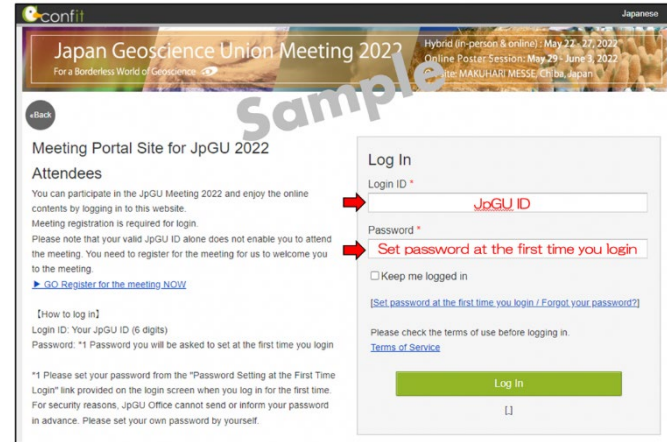 confit
Japanese
Japan Geoscience Union Meeting 2022
For a Borderless World of Geoscience
Hybrid (in-person & online) : May 22 - 27, 2022
Online Poster Session: May 29 - June 3, 2022
On-site: MAKUHARI MESSE, Chiba, Japan
Sample
«Back
Meeting Portal Site for JpGU 2022
Attendees
You can participate in the JpGU Meeting 2022 and enjoy the online
contents by logging in to this website.
Meeting registration is required for login.
Please note that your valid JpGU ID alone does not enable you to attend
the meeting. You need to register for the meeting for us to welcome you
to the meeting.
▶ GO Register for the meeting NOW
【How to log in】
Login ID: Your JpGU ID (6 digits)
Password: *1 Password you will be asked to set at the first time you login
*1 Please set your password from the "Password Setting at the First Time
Login" link provided on the login screen when you log in for the first time.
For security reasons, JpGU Office cannot send or inform your password
in advance. Please set your own password by yourself.
Log In
Login ID *
JpGU ID
Password *
Set password at the first time you login
Keep me logged in
[Set password at the first time you login / Forgot your password?]
Please check the terms of use before logging in.
Terms of Service
Log In
[.]